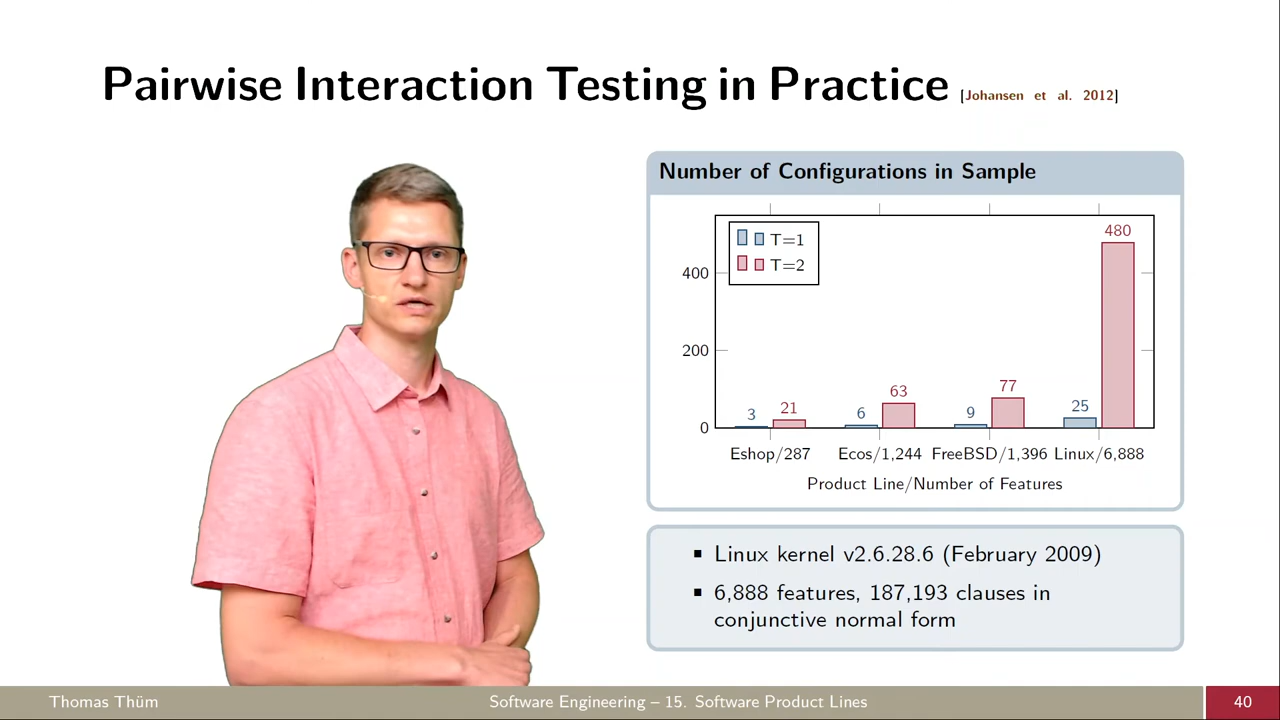 Pairwise Interaction Testing in Practice [Johansen et al. 2012]
Number of Configurations in Sample
T=1
T=2
400
200
0
3
21
6
63
9
77
25
480
Eshop/287
Ecos/1,244
FreeBSD/1,396
Linux/6,888
Product Line/Number of Features
Linux kernel v2.6.28.6 (February 2009)
6,888 features, 187,193 clauses in
conjunctive normal form
Thomas Thüm
Software Engineering – 15. Software Product Lines
40